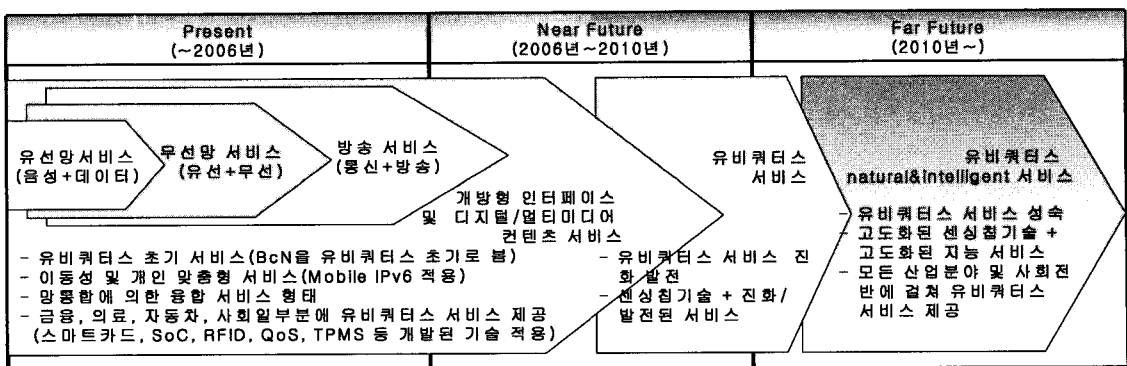 Present
(~2006년)
Near Future
(2006년~2010년)
Far Future
(2010년~)
유선망서비스
(음성+데이터)
무선망 서비스
(유선+무선)
방송 서비스
(통신+방송)
개방형 인터페이스
및 디지털/멀티미디어
컨텐츠 서비스
- 유비쿼터스 초기 서비스(BcN을 유비쿼터스 초기로 봄)
- 이동성 및 개인 맞춤형 서비스(Mobile IPv6 적용)
- 망통합에 의한 융합 서비스 형태
- 금융, 의료, 자동차, 사회일부분에 유비쿼터스 서비스 제공
(스마트카드, SoC, RFID, QoS, TPMS 등 개발된 기술 적용)
유비쿼터스
서비스
- 유비쿼터스 서비스 진
화 발전
- 센싱칩기술 + 진화/
발전된 서비스
유비쿼터스
natural&intelligent 서비스
- 유비쿼터스 서비스 성숙
- 고도화된 센싱칩기술 +
고도화된 지능 서비스
- 모든 산업분야 및 사회전
반에 걸쳐 유비쿼터스
서비스 제공